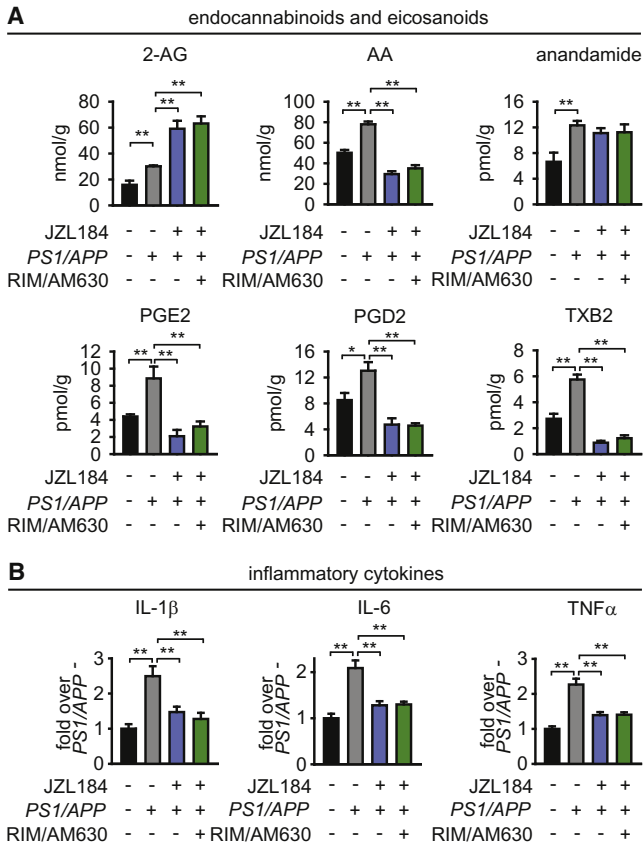 A endocannabinoids and eicosanoids
2-AG AA anandamide
** ** ** ** ** ** **
nmol/g 80 60 40 20 0
nmol/g 100 80 60 40 20 0
pmol/g 16 12 8 4 0
JZL184 - - + + JZL184 - - + + JZL184 - - + +
PS1/APP - + + + PS1/APP - + + + PS1/APP - + + +
RIM/AM630 - - - + RIM/AM630 - - - + RIM/AM630 - - - +
PGE2 PGD2 TXB2
** ** ** * ** ** ** ** **
pmol/g 12 10 8 6 4 2 0
pmol/g 20 15 10 5 0
pmol/g 8 6 4 2 0
JZL184 - - + + JZL184 - - + + JZL184 - - + +
PS1/APP - + + + PS1/APP - + + + PS1/APP - + + +
RIM/AM630 - - - + RIM/AM630 - - - + RIM/AM630 - - - +
B inflammatory cytokines
IL-1β IL-6 TNFα
** ** ** ** ** ** ** ** **
fold over PS1/APP - 3 2 1 0
fold over PS1/APP - 3 2 1 0
fold over PS1/APP - 3 2 1 0
JZL184 - - + + JZL184 - - + + JZL184 - - + +
PS1/APP - + + + PS1/APP - + + + PS1/APP - + + +
RIM/AM630 - - - + RIM/AM630 - - - + RIM/AM630 - - - +